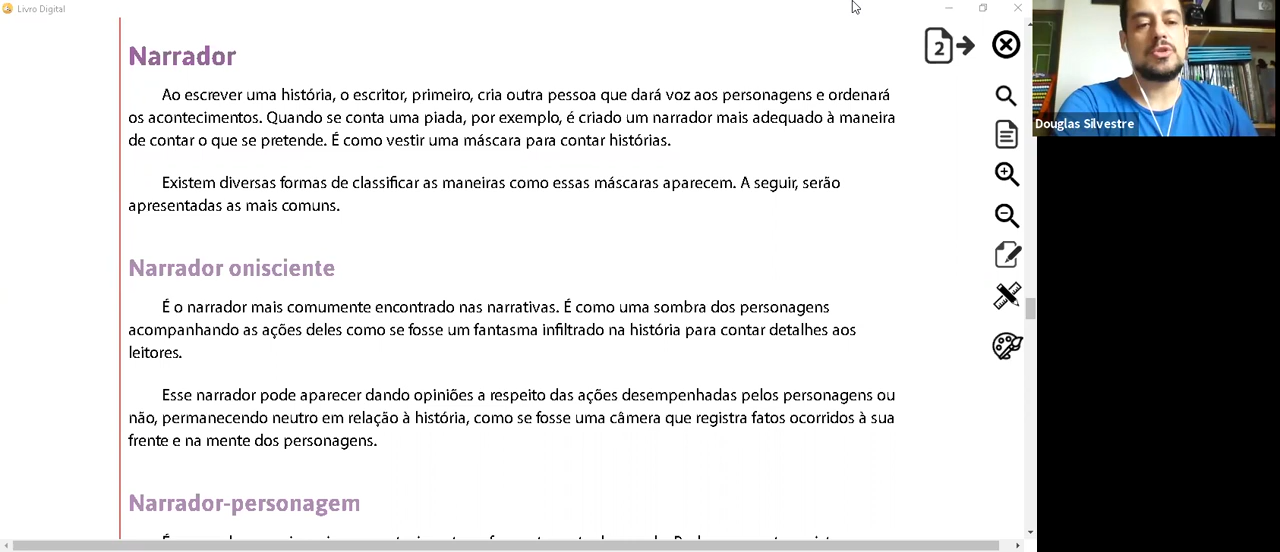 Livro Digital
Narrador
Ao escrever uma história, o escritor, primeiro, cria outra pessoa que dará voz aos personagens e ordenará
os acontecimentos. Quando se conta uma piada, por exemplo, é criado um narrador mais adequado à maneira
de contar o que se pretende. É como vestir uma máscara para contar histórias.
Existem diversas formas de classificar as maneiras como essas máscaras aparecem. A seguir, serão
apresentadas as mais comuns.
Narrador onisciente
É o narrador mais comumente encontrado nas narrativas. É como uma sombra dos personagens
acompanhando as ações deles como se fosse um fantasma infiltrado na história para contar detalhes aos
leitores.
Esse narrador pode aparecer dando opiniões a respeito das ações desempenhadas pelos personagens ou
não, permanecendo neutro em relação à história, como se fosse uma câmera que registra fatos ocorridos à sua
frente e na mente dos personagens.
Narrador-personagem
2
Douglas Silvestre